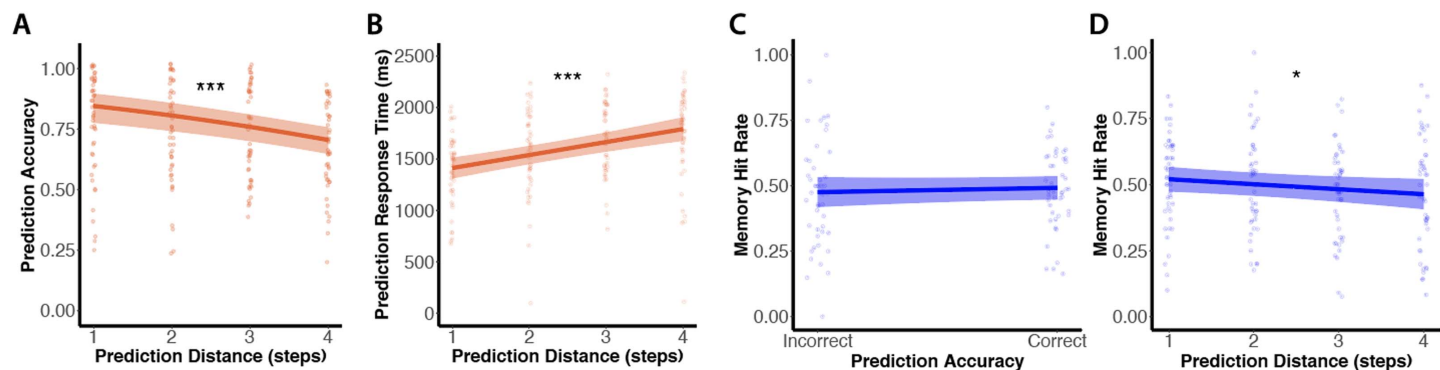 A
Prediction Accuracy
1.00
0.75
0.50
0.25
0.00
***
1 2 3 4
Prediction Distance (steps)
B
Prediction Response Time (ms)
2500
2000
1500
1000
500
0
***
1 2 3 4
Prediction Distance (steps)
C
Memory Hit Rate
1.00
0.75
0.50
0.25
0.00
Incorrect Correct
Prediction Accuracy
D
Memory Hit Rate
1.00
0.75
0.50
0.25
0.00
*
1 2 3 4
Prediction Distance (steps)